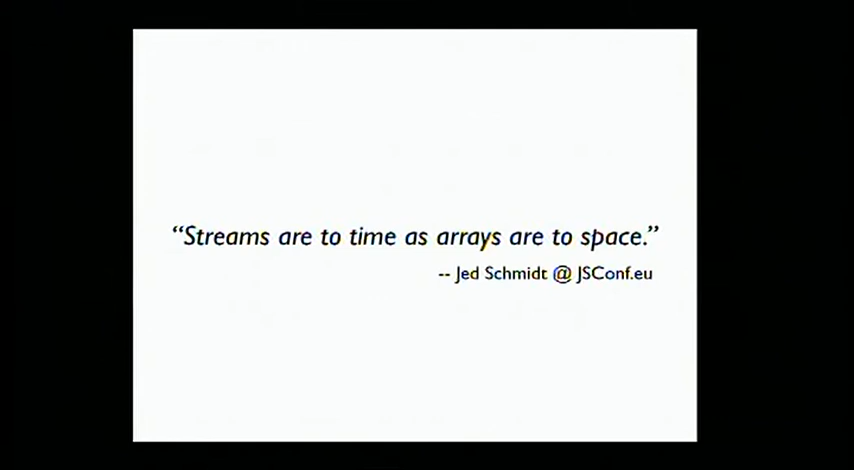 “Streams are to time as arrays are to space.”
-- Jed Schmidt @ JSConf.eu